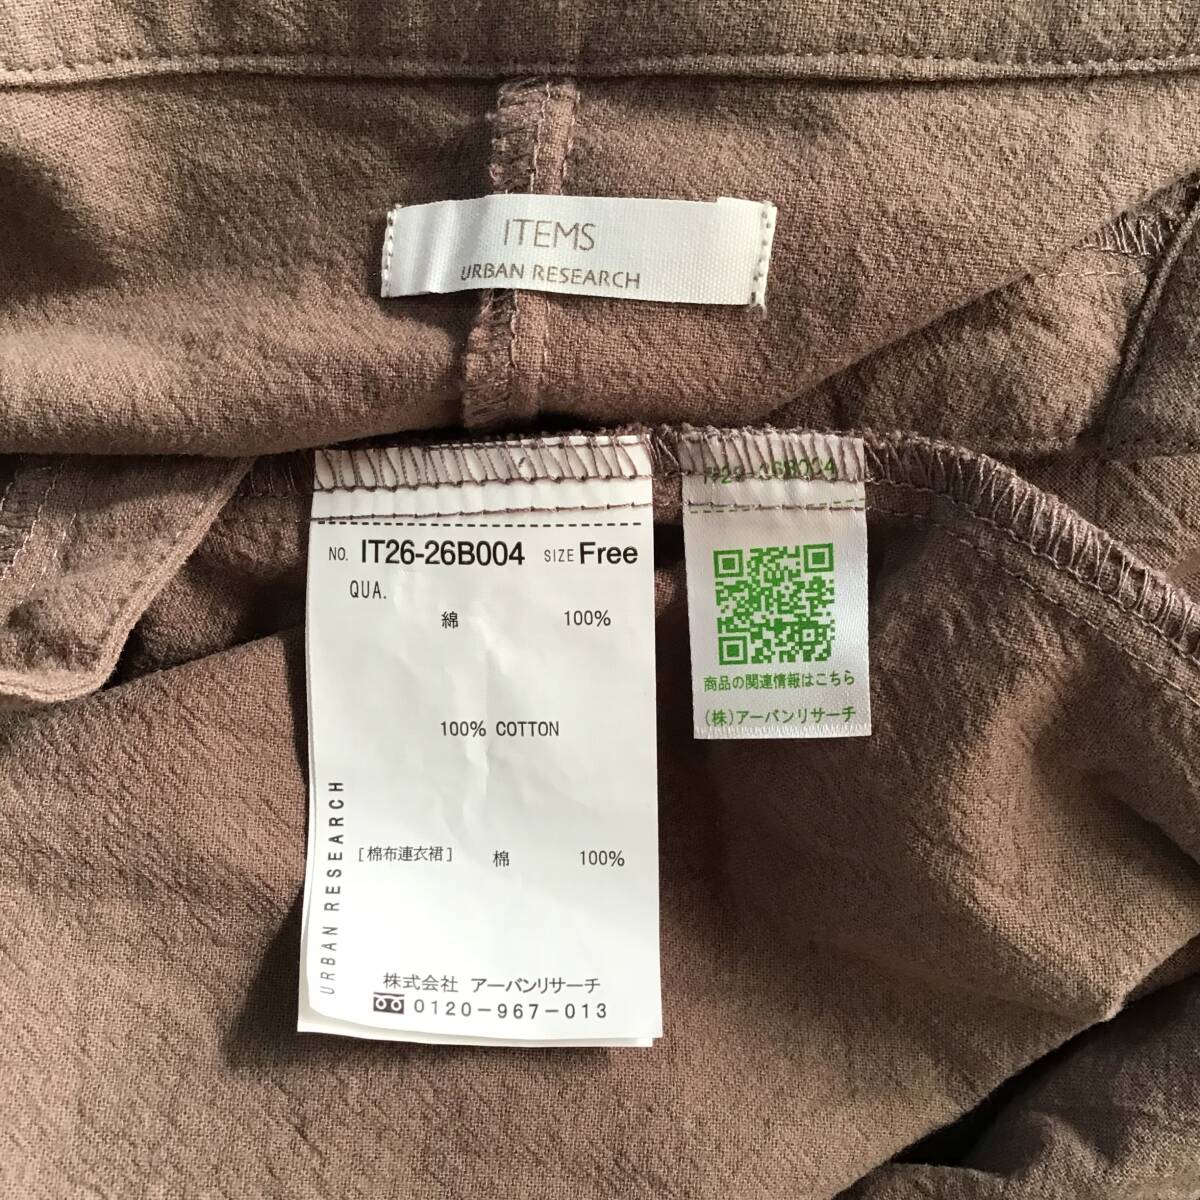 ITEMS
URBAN RESEARCH
NO. IT26-26B004 SIZE Free
QUA.
綿 100%
100% COTTON
[棉布連衣裙] 棉 100%
URBAN RESEARCH
株式会社 アーバンリサーチ
0120-967-013
IT26-26B004
商品の関連情報はこちら
(株)アーバンリサーチ